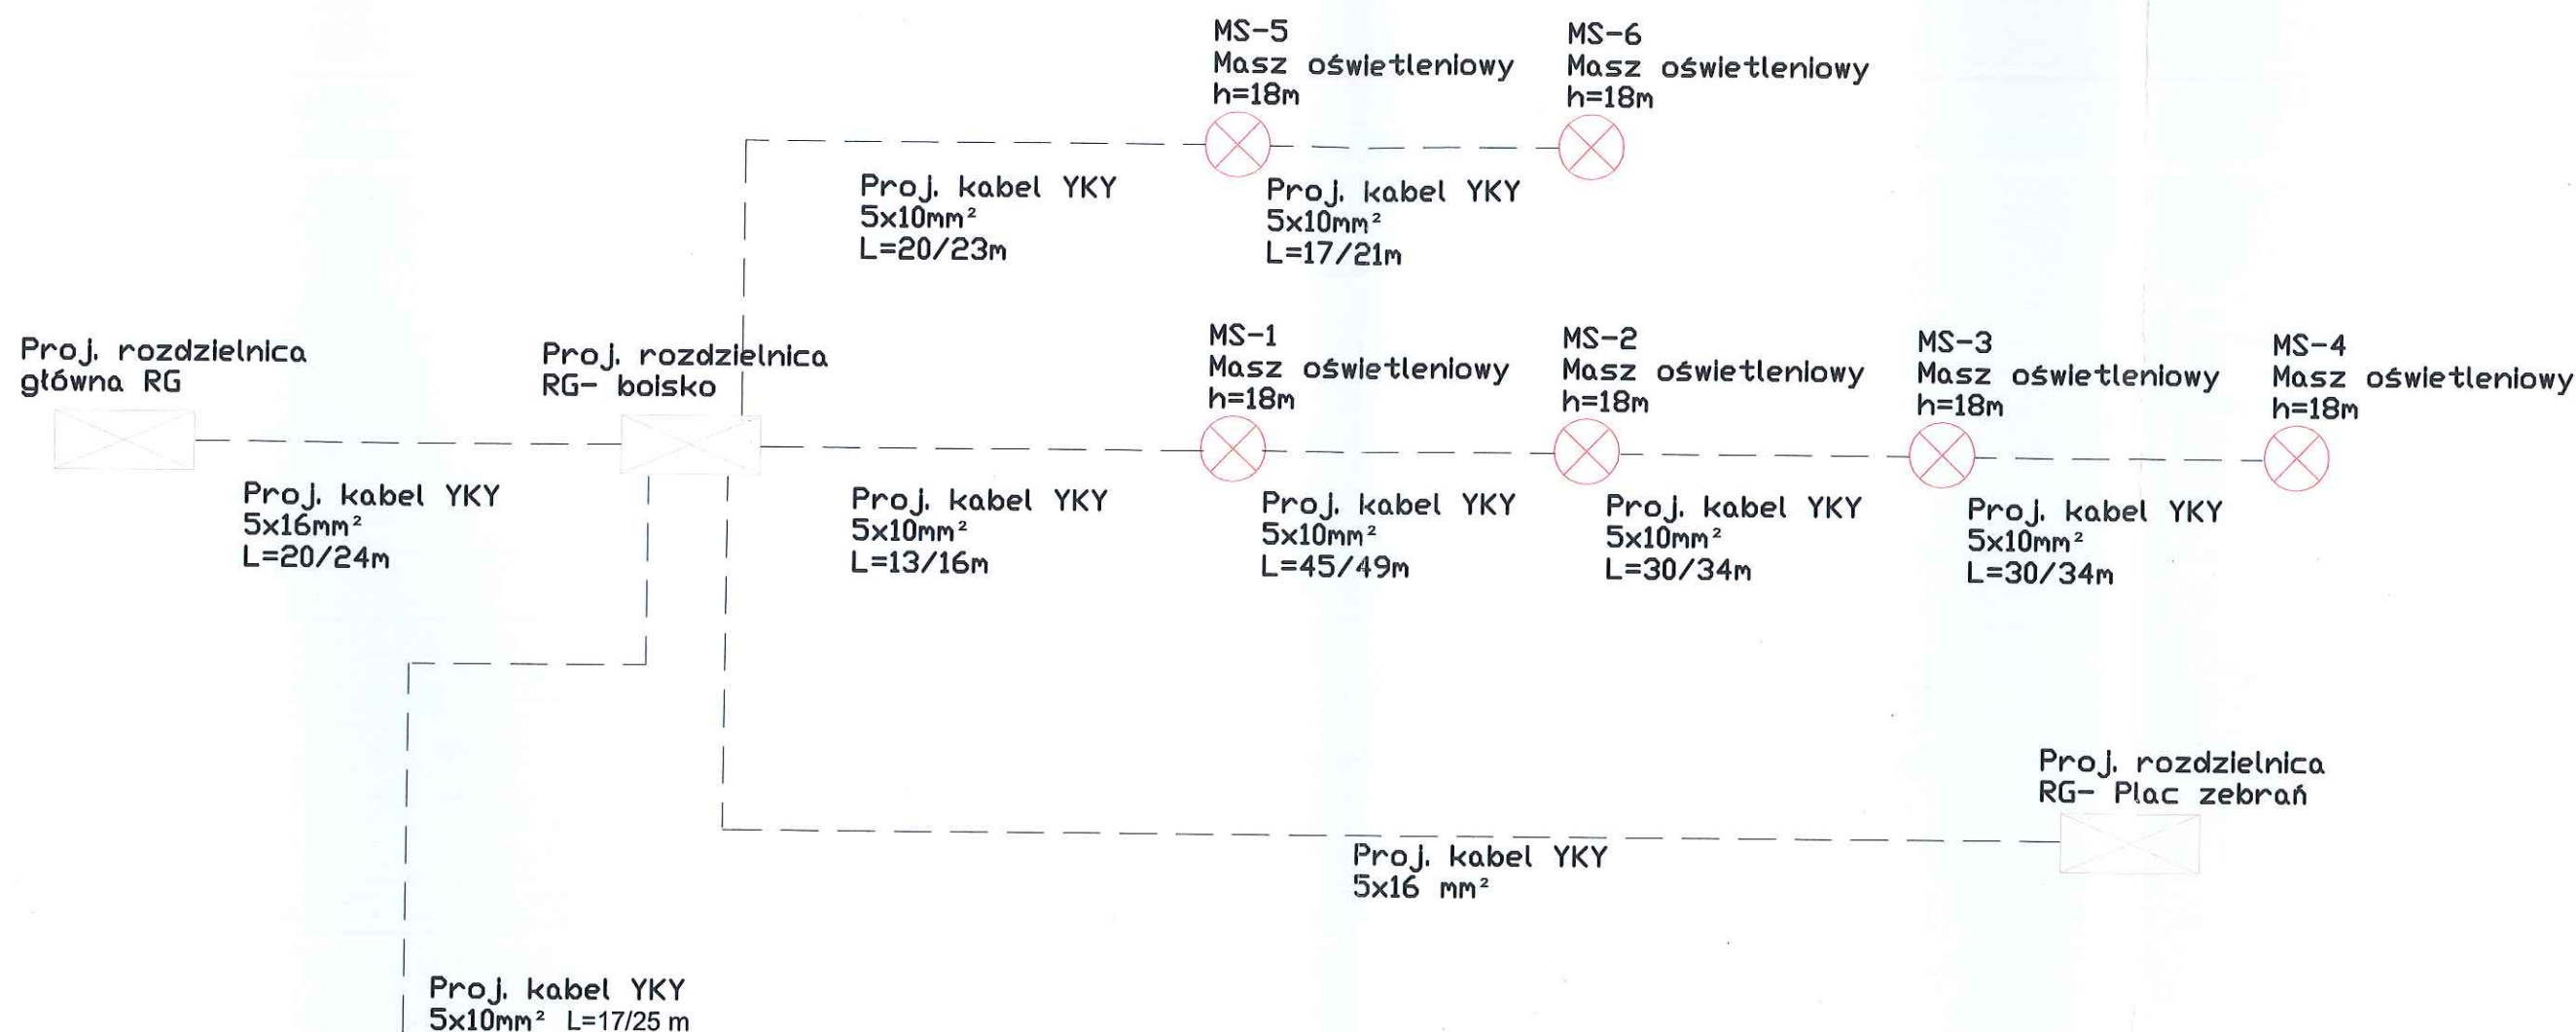 MS-5
Masz oświetleniowy
h=18m
MS-6
Masz oświetleniowy
h=18m
Proj. kabel YKY
5x10mm²
L=20/23m
Proj. kabel YKY
5x10mm²
L=17/21m
Proj. rozdzielnica
główna RG
Proj. rozdzielnica
RG- boisko
MS-1
Masz oświetleniowy
h=18m
MS-2
Masz oświetleniowy
h=18m
MS-3
Masz oświetleniowy
h=18m
MS-4
Masz oświetleniowy
h=18m
Proj. kabel YKY
5x16mm²
L=20/24m
Proj. kabel YKY
5x10mm²
L=13/16m
Proj. kabel YKY
5x10mm²
L=45/49m
Proj. kabel YKY
5x10mm²
L=30/34m
Proj. kabel YKY
5x10mm²
L=30/34m
Proj. rozdzielnica
RG- Plac zebrań
Proj. kabel YKY
5x16 mm²
Proj. kabel YKY
5x10mm² L=17/25 m